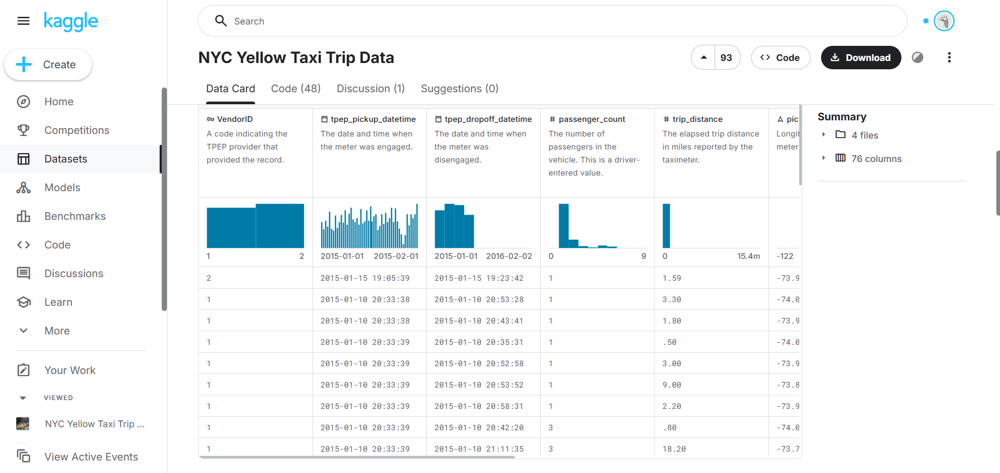 kaggle
Search
Create
Home
Competitions
Datasets
Models
Benchmarks
Code
Discussions
Learn
More
Your Work
VIEWED
NYC Yellow Taxi Trip ...
View Active Events
NYC Yellow Taxi Trip Data
93
Code
Download
Data Card
Code (48)
Discussion (1)
Suggestions (0)
VendorID
A code indicating the
TPEP provider that
provided the record.
tpep_pickup_datetime
The date and time when
the meter was engaged.
tpep_dropoff_datetime
The date and time when
the meter was
disengaged.
# passenger_count
The number of
passengers in the
vehicle. This is a driver-
entered value.
# trip_distance
The elapsed trip distance
in miles reported by the
taximeter.
A pic
Longit
meter
1 2
2015-01-01 2015-02-01
2015-01-01 2016-02-02
0 9
0 15.4m
-122
2 2015-01-15 19:05:39 2015-01-15 19:23:42 1 1.59 -73.9
1 2015-01-10 20:33:38 2015-01-10 20:53:28 1 3.30 -74.0
1 2015-01-10 20:33:38 2015-01-10 20:43:41 1 1.80 -73.9
1 2015-01-10 20:33:39 2015-01-10 20:35:31 1 .50 -74.0
1 2015-01-10 20:33:39 2015-01-10 20:52:58 1 3.00 -73.9
1 2015-01-10 20:33:39 2015-01-10 20:53:52 1 9.00 -73.8
1 2015-01-10 20:33:39 2015-01-10 20:58:31 1 2.20 -73.9
1 2015-01-10 20:33:39 2015-01-10 20:42:20 3 .80 -74.0
1 2015-01-10 20:33:39 2015-01-10 21:11:35 3 18.20 -73.7
Summary
4 files
76 columns